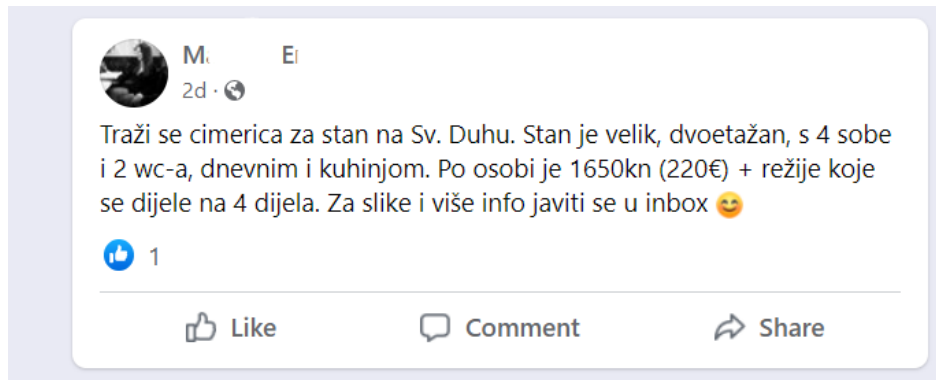 2d ·
Traži se cimerica za stan na Sv. Duhu. Stan je velik, dvoetažan, s 4 sobe
i 2 wc-a, dnevnim i kuhinjom. Po osobi je 1650kn (220€) + režije koje
se dijele na 4 dijela. Za slike i više info javiti se u inbox 😊
1
Like Comment Share